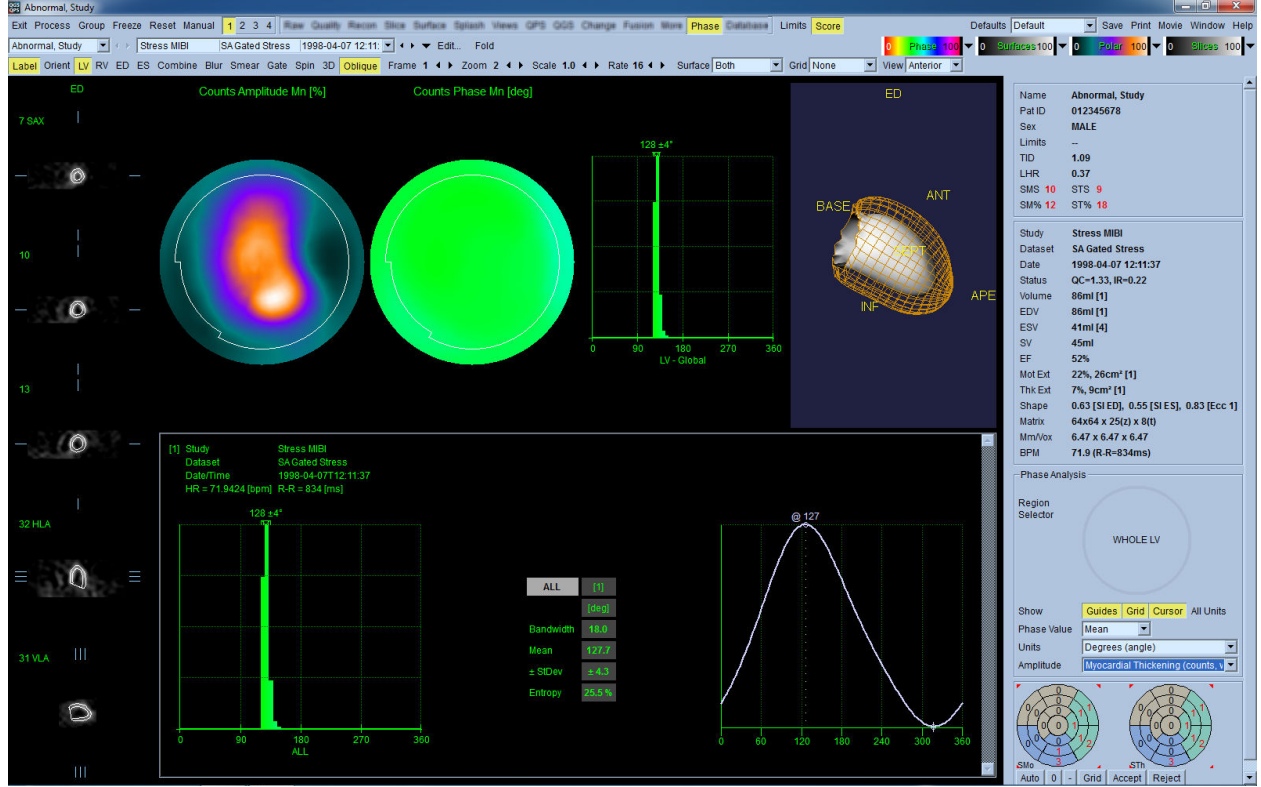 Abnormal, Study
Exit Process Group Freeze Reset Manual 1 2 3 4 Raw Quality Recon Slice Surface Splash Views QPS QGS Change Fusion More Phase Database Limits Score Defaults Default Save Print Movie Window Help
Abnormal, Study Stress MIBI SA Gated Stress 1998-04-07 12:11: Edit... Fold 0 Phase 100 0 Surfaces 100 0 Polar 100 0 Slices 100
Label Orient LV RV ED ES Combine Blur Smear Gate Spin 3D Oblique Frame 1 Zoom 2 Scale 1.0 Rate 16 Surface Both Grid None View Anterior
ED
7 SAX
10
13
32 HLA
31 VLA
Counts Amplitude Mn [%]
Counts Phase Mn [deg]
128 ±4°
0 90 180 270 360
LV - Global
ED
ANT
BASE
SEPT
INF
APE
[1] Study Stress MIBI
Dataset SA Gated Stress
Date/Time 1998-04-07T12:11:37
HR = 71.9424 [bpm] R-R = 834 [ms]
128 ±4°
0 90 180 270 360
ALL
ALL [1]
[deg]
Bandwidth 18.0
Mean 127.7
± StDev ± 4.3
Entropy 25.5 %
@ 127
0 60 120 180 240 300 360
Name Abnormal, Study
Pat ID 012345678
Sex MALE
Limits --
TID 1.09
LHR 0.37
SMS 10 STS 9
SM% 12 ST% 18
Study Stress MIBI
Dataset SA Gated Stress
Date 1998-04-07 12:11:37
Status QC=1.33, IR=0.22
Volume 86ml [1]
EDV 86ml [1]
ESV 41ml [4]
SV 45ml
EF 52%
Mot Ext 22%, 26cm² [1]
Thk Ext 7%, 9cm² [1]
Shape 0.63 [SI ED], 0.55 [SI ES], 0.83 [Ecc 1]
Matrix 64x64 x 25(z) x 8(t)
Mm/Vox 6.47 x 6.47 x 6.47
BPM 71.9 (R-R=834ms)
Phase Analysis
Region
Selector
WHOLE LV
Show Guides Grid Cursor All Units
Phase Value Mean
Units Degrees (angle)
Amplitude Myocardial Thickening (counts, v
SMo
STh
Auto 0 - Grid Accept Reject